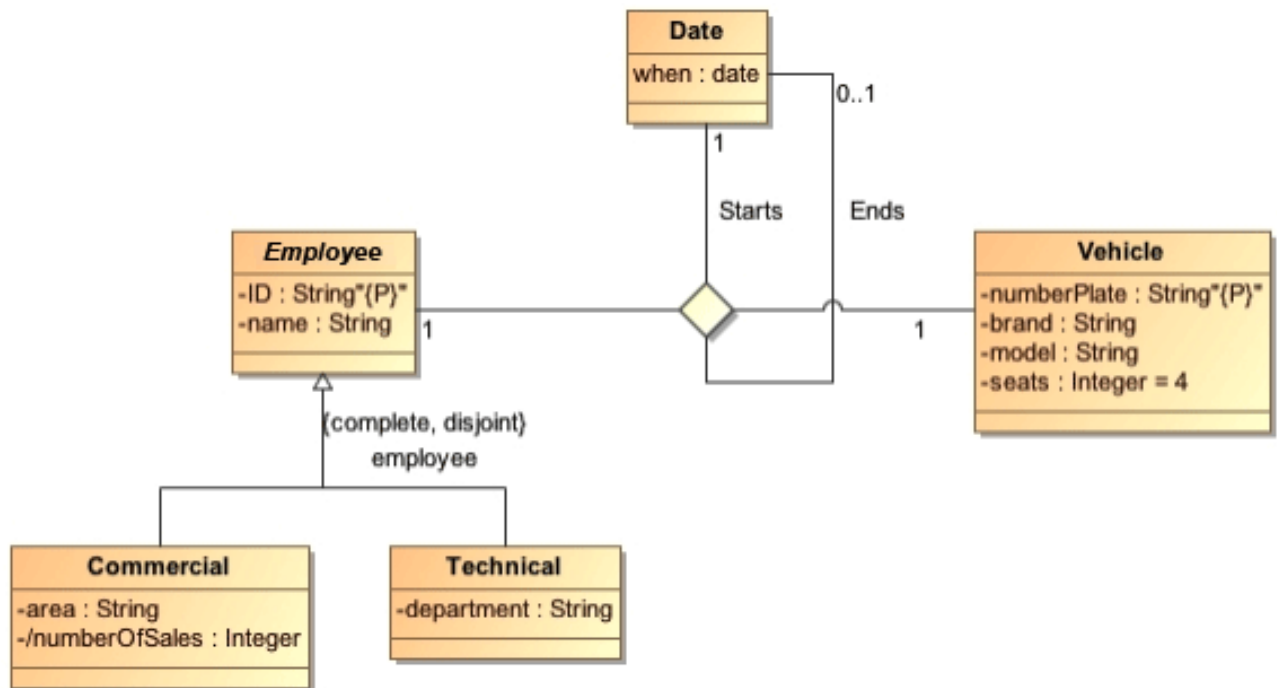 Date
when : date
0..1
1
Starts
Ends
Employee
-ID : String"{P}"
-name : String
1
1
Vehicle
-numberPlate : String"{P}"
-brand : String
-model : String
-seats : Integer = 4
{complete, disjoint}
employee
Commercial
-area : String
-/numberOfSales : Integer
Technical
-department : String